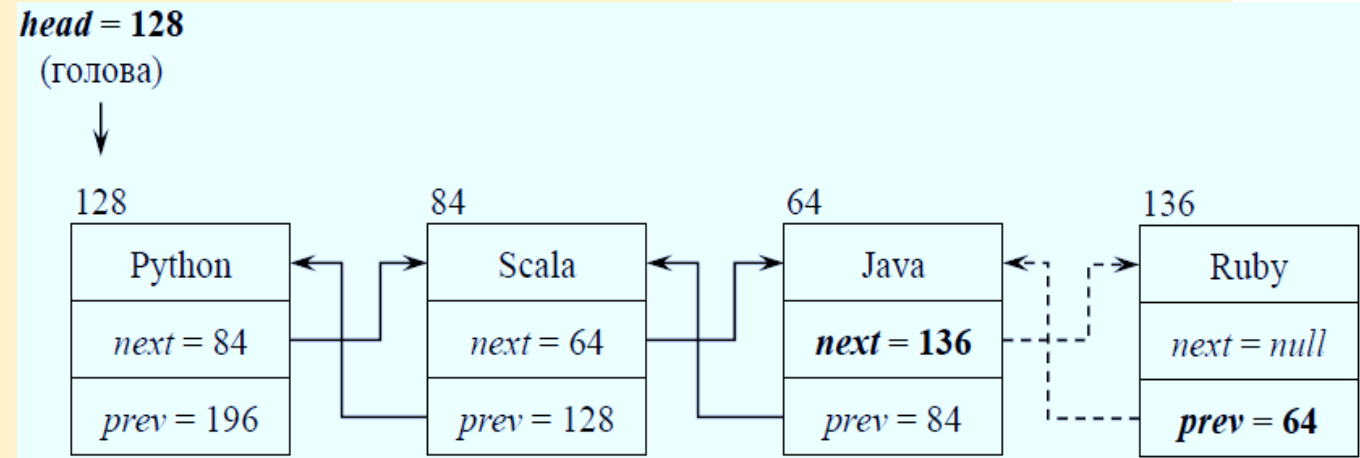 head = 128
(голова)
128 84 64 136
Python Scala Java Ruby
next = 84 next = 64 next = 136 next = null
prev = 196 prev = 128 prev = 84 prev = 64